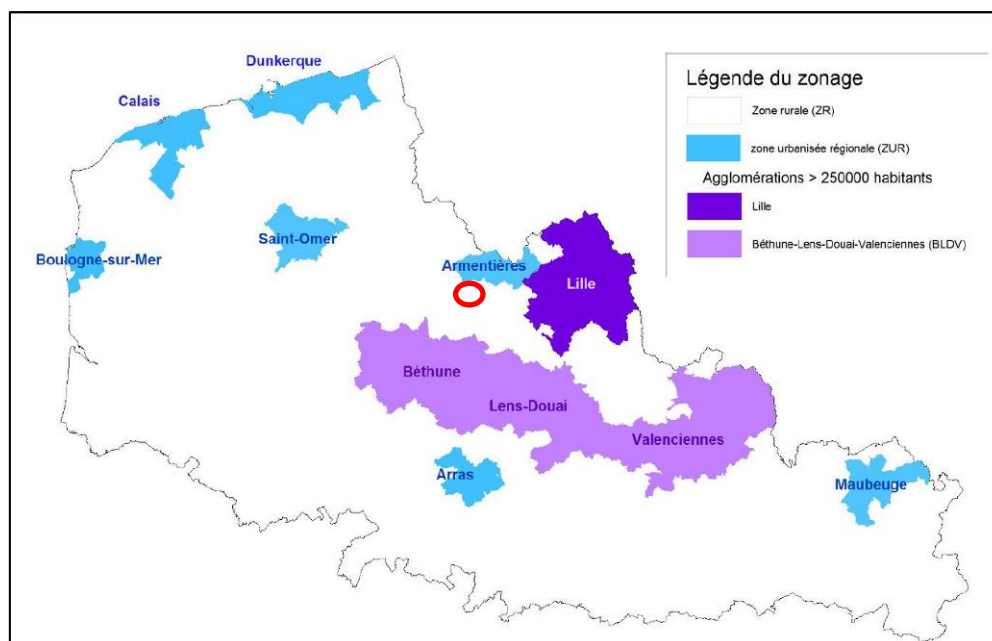 Dunkerque
Calais
Saint-Omer
Boulogne-sur-Mer
Armentières
Lille
Béthune
Lens-Douai
Valenciennes
Arras
Maubeuge
Légende du zonage
Zone rurale (ZR)
zone urbanisée régionale (ZUR)
Agglomérations > 250000 habitants
Lille
Béthune-Lens-Douai-Valenciennes (BLDV)